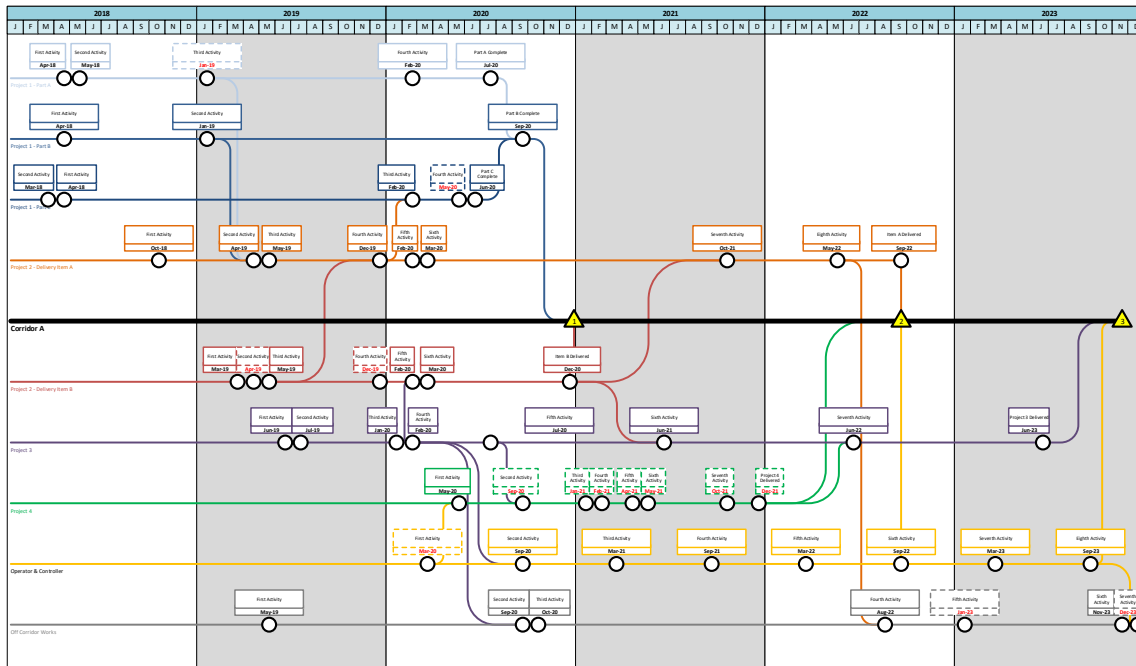 2018 2019 2020 2021 2022 2023
J F M A M J J A S O N D J F M A M J J A S O N D J F M A M J J A S O N D J F M A M J J A S O N D J F M A M J J A S O N D J F M A M J J A S O N D
First Activity Second Activity Third Activity Fourth Activity Part A Complete
Apr-18 May-18 Jan-19 Feb-20 Jul-20
Project 1 - Part A
First Activity Second Activity Part B Complete
Apr-18 Jan-19 Sep-20
Project 1 - Part B
Second Activity First Activity Third Activity Fourth Activity Part C Complete
Mar-18 Apr-18 Feb-20 May-20 Jun-20
Project 1 - Part
First Activity Second Activity Third Activity Fourth Activity Fifth Activity Sixth Activity Seventh Activity Eighth Activity Item A Delivered
Oct-18 Apr-19 May-19 Dec-19 Feb-20 Mar-20 Oct-21 May-22 Sep-22
Project 2 - Delivery Item A
1 2 3
Corridor A
First Activity Second Activity Third Activity Fourth Activity Fifth Activity Sixth Activity Item B Delivered
Mar-19 Apr-19 May-19 Dec-19 Feb-20 Mar-20 Dec-20
Project 2 - Delivery Item B
First Activity Second Activity Third Activity Fourth Activity Fifth Activity Sixth Activity Seventh Activity Project 3 Delivered
Jun-19 Jul-19 Jan-20 Feb-20 Jul-20 Jun-21 Jun-22 Jun-23
Project 3
First Activity Second Activity Third Activity Fourth Activity Fifth Activity Sixth Activity Seventh Activity Project 4 Delivered
May-20 Sep-20 Jan-21 Feb-21 Apr-21 May-21 Oct-21 Dec-21
Project 4
First Activity Second Activity Third Activity Fourth Activity Fifth Activity Sixth Activity Seventh Activity Eighth Activity
Mar-20 Sep-20 Mar-21 Sep-21 Mar-22 Sep-22 Mar-23 Sep-23
Operator & Controller
First Activity Second Activity Third Activity Fourth Activity Fifth Activity Sixth Activity Seventh Activity
May-19 Sep-20 Oct-20 Aug-22 Jan-23 Nov-23 Dec-23
Off Corridor Works